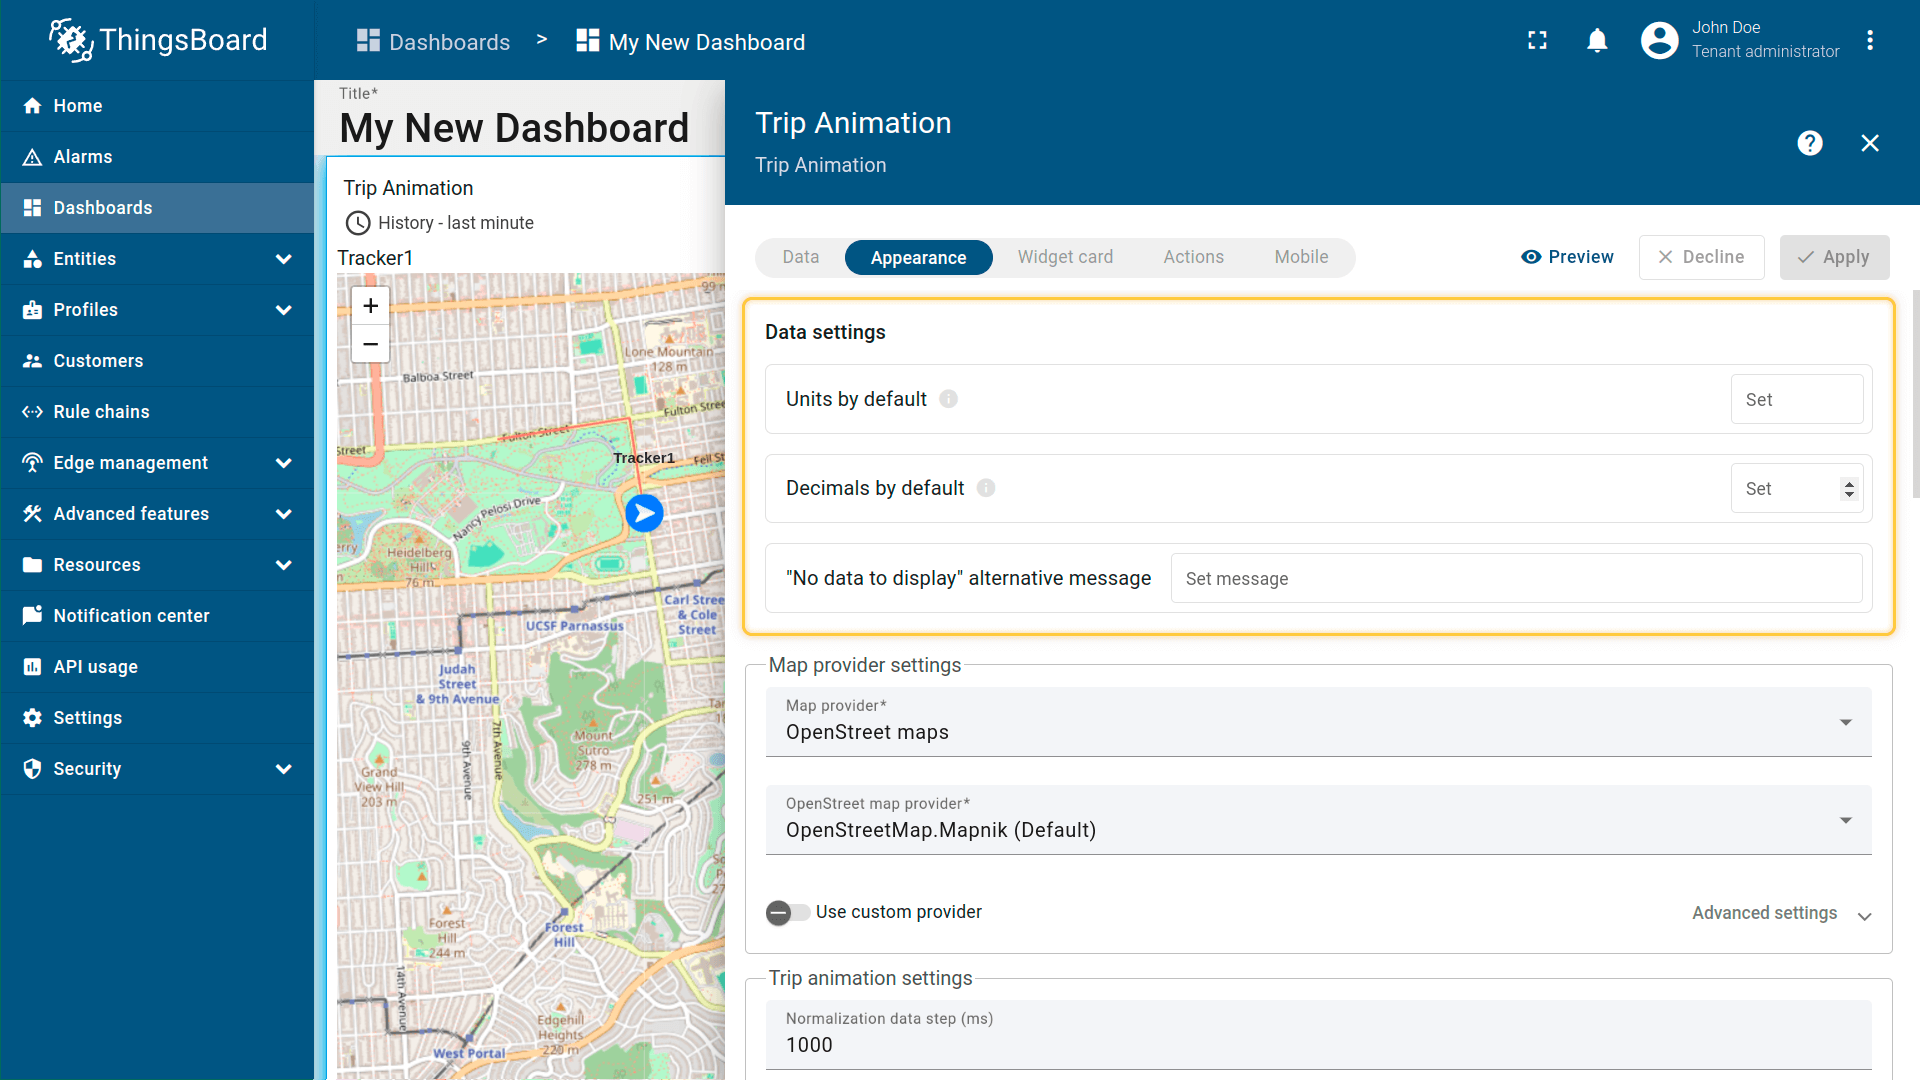 ThingsBoard
Dashboards > My New Dashboard
John Doe
Tenant administrator
Home
Alarms
Dashboards
Entities
Profiles
Customers
Rule chains
Edge management
Advanced features
Resources
Notification center
API usage
Settings
Security
Title*
My New Dashboard
Trip Animation
History - last minute
Tracker1
+
−
Lone Mountain
128 m
Balboa Street
Fulton Stree
Fulton Street
Street
Tracker1
Fell St
Nancy Pelosi Drive
Heidelberg
Hill
76 m
Carl Stree
& Cole
Street
UCSF Parnassus
Judah
Street
& 9th Avenue
7th Avenue
9th Avenue
Mount
Sutro
278 m
Grand
View Hill
203 m
251 m
Forest
Hill
244 m
Forest
Hill
14th Avenue
Edgehill
Heights
220 m
West Portal
Trip Animation
Trip Animation
Data
Appearance
Widget card
Actions
Mobile
Preview
Decline
Apply
Data settings
Units by default
Set
Decimals by default
Set
"No data to display" alternative message
Set message
Map provider settings
Map provider*
OpenStreet maps
OpenStreet map provider*
OpenStreetMap.Mapnik (Default)
Use custom provider
Advanced settings
Trip animation settings
Normalization data step (ms)
1000